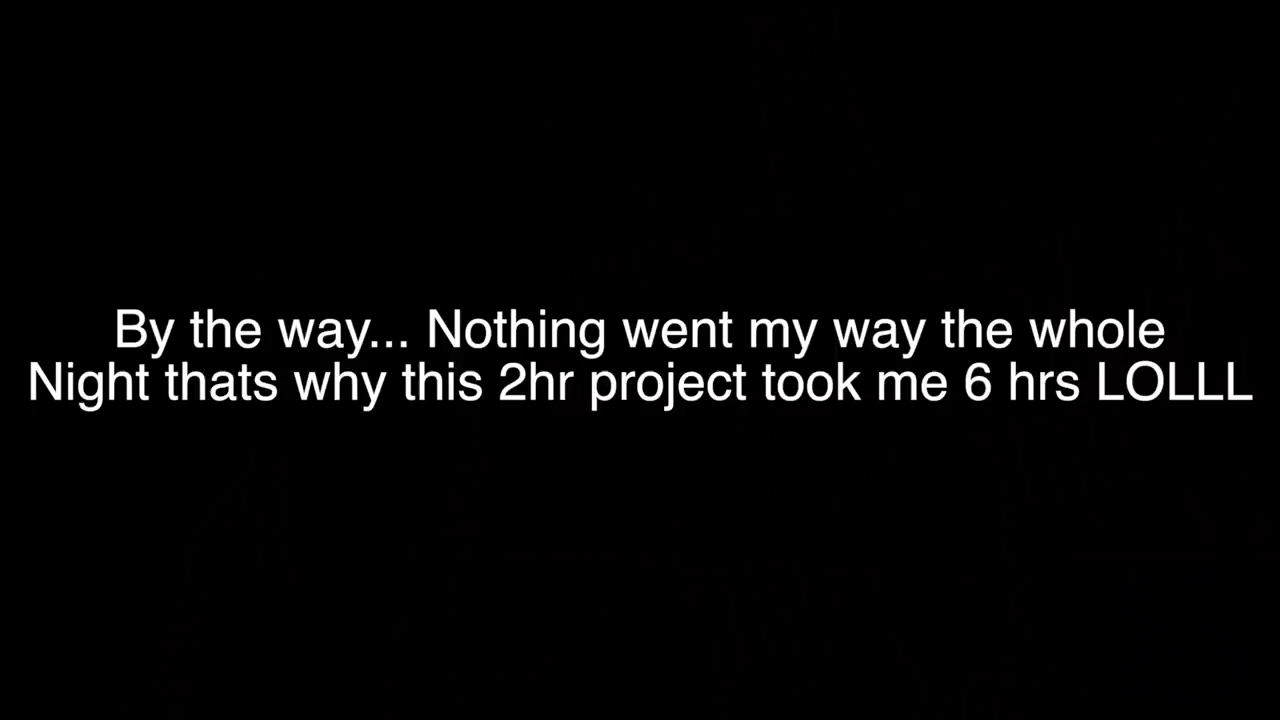 By the way... Nothing went my way the whole
Night thats why this 2hr project took me 6 hrs LOLLL